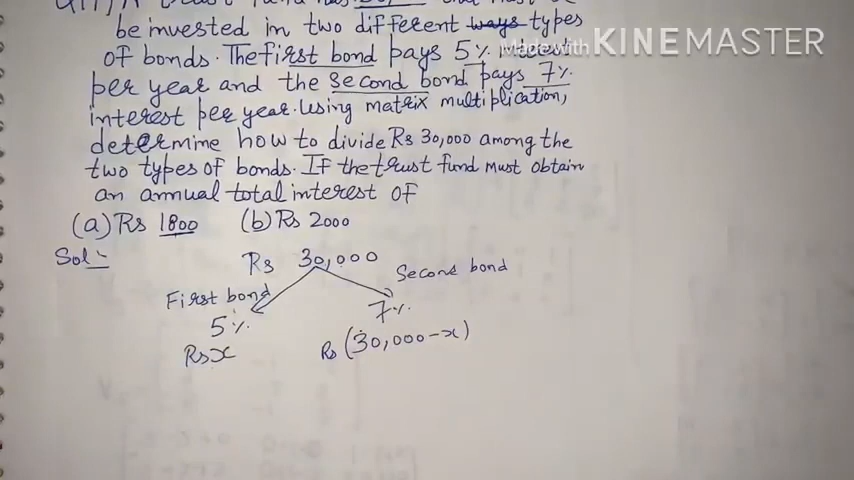 be invested in two different ways types
of bonds. The first bond pays 5%
Made with KINEMASTER
per year and the second bond pays 7%
interest per year. Using matrix multiplication,
determine how to divide Rs 30,000 among the
two types of bonds. If the trust fund must obtain
an annual total interest of
(a) Rs 1800 (b) Rs 2000
Sol:-
Rs 30,000
First bond Second bond
5% 7%
Rs x Rs (30,000-x)